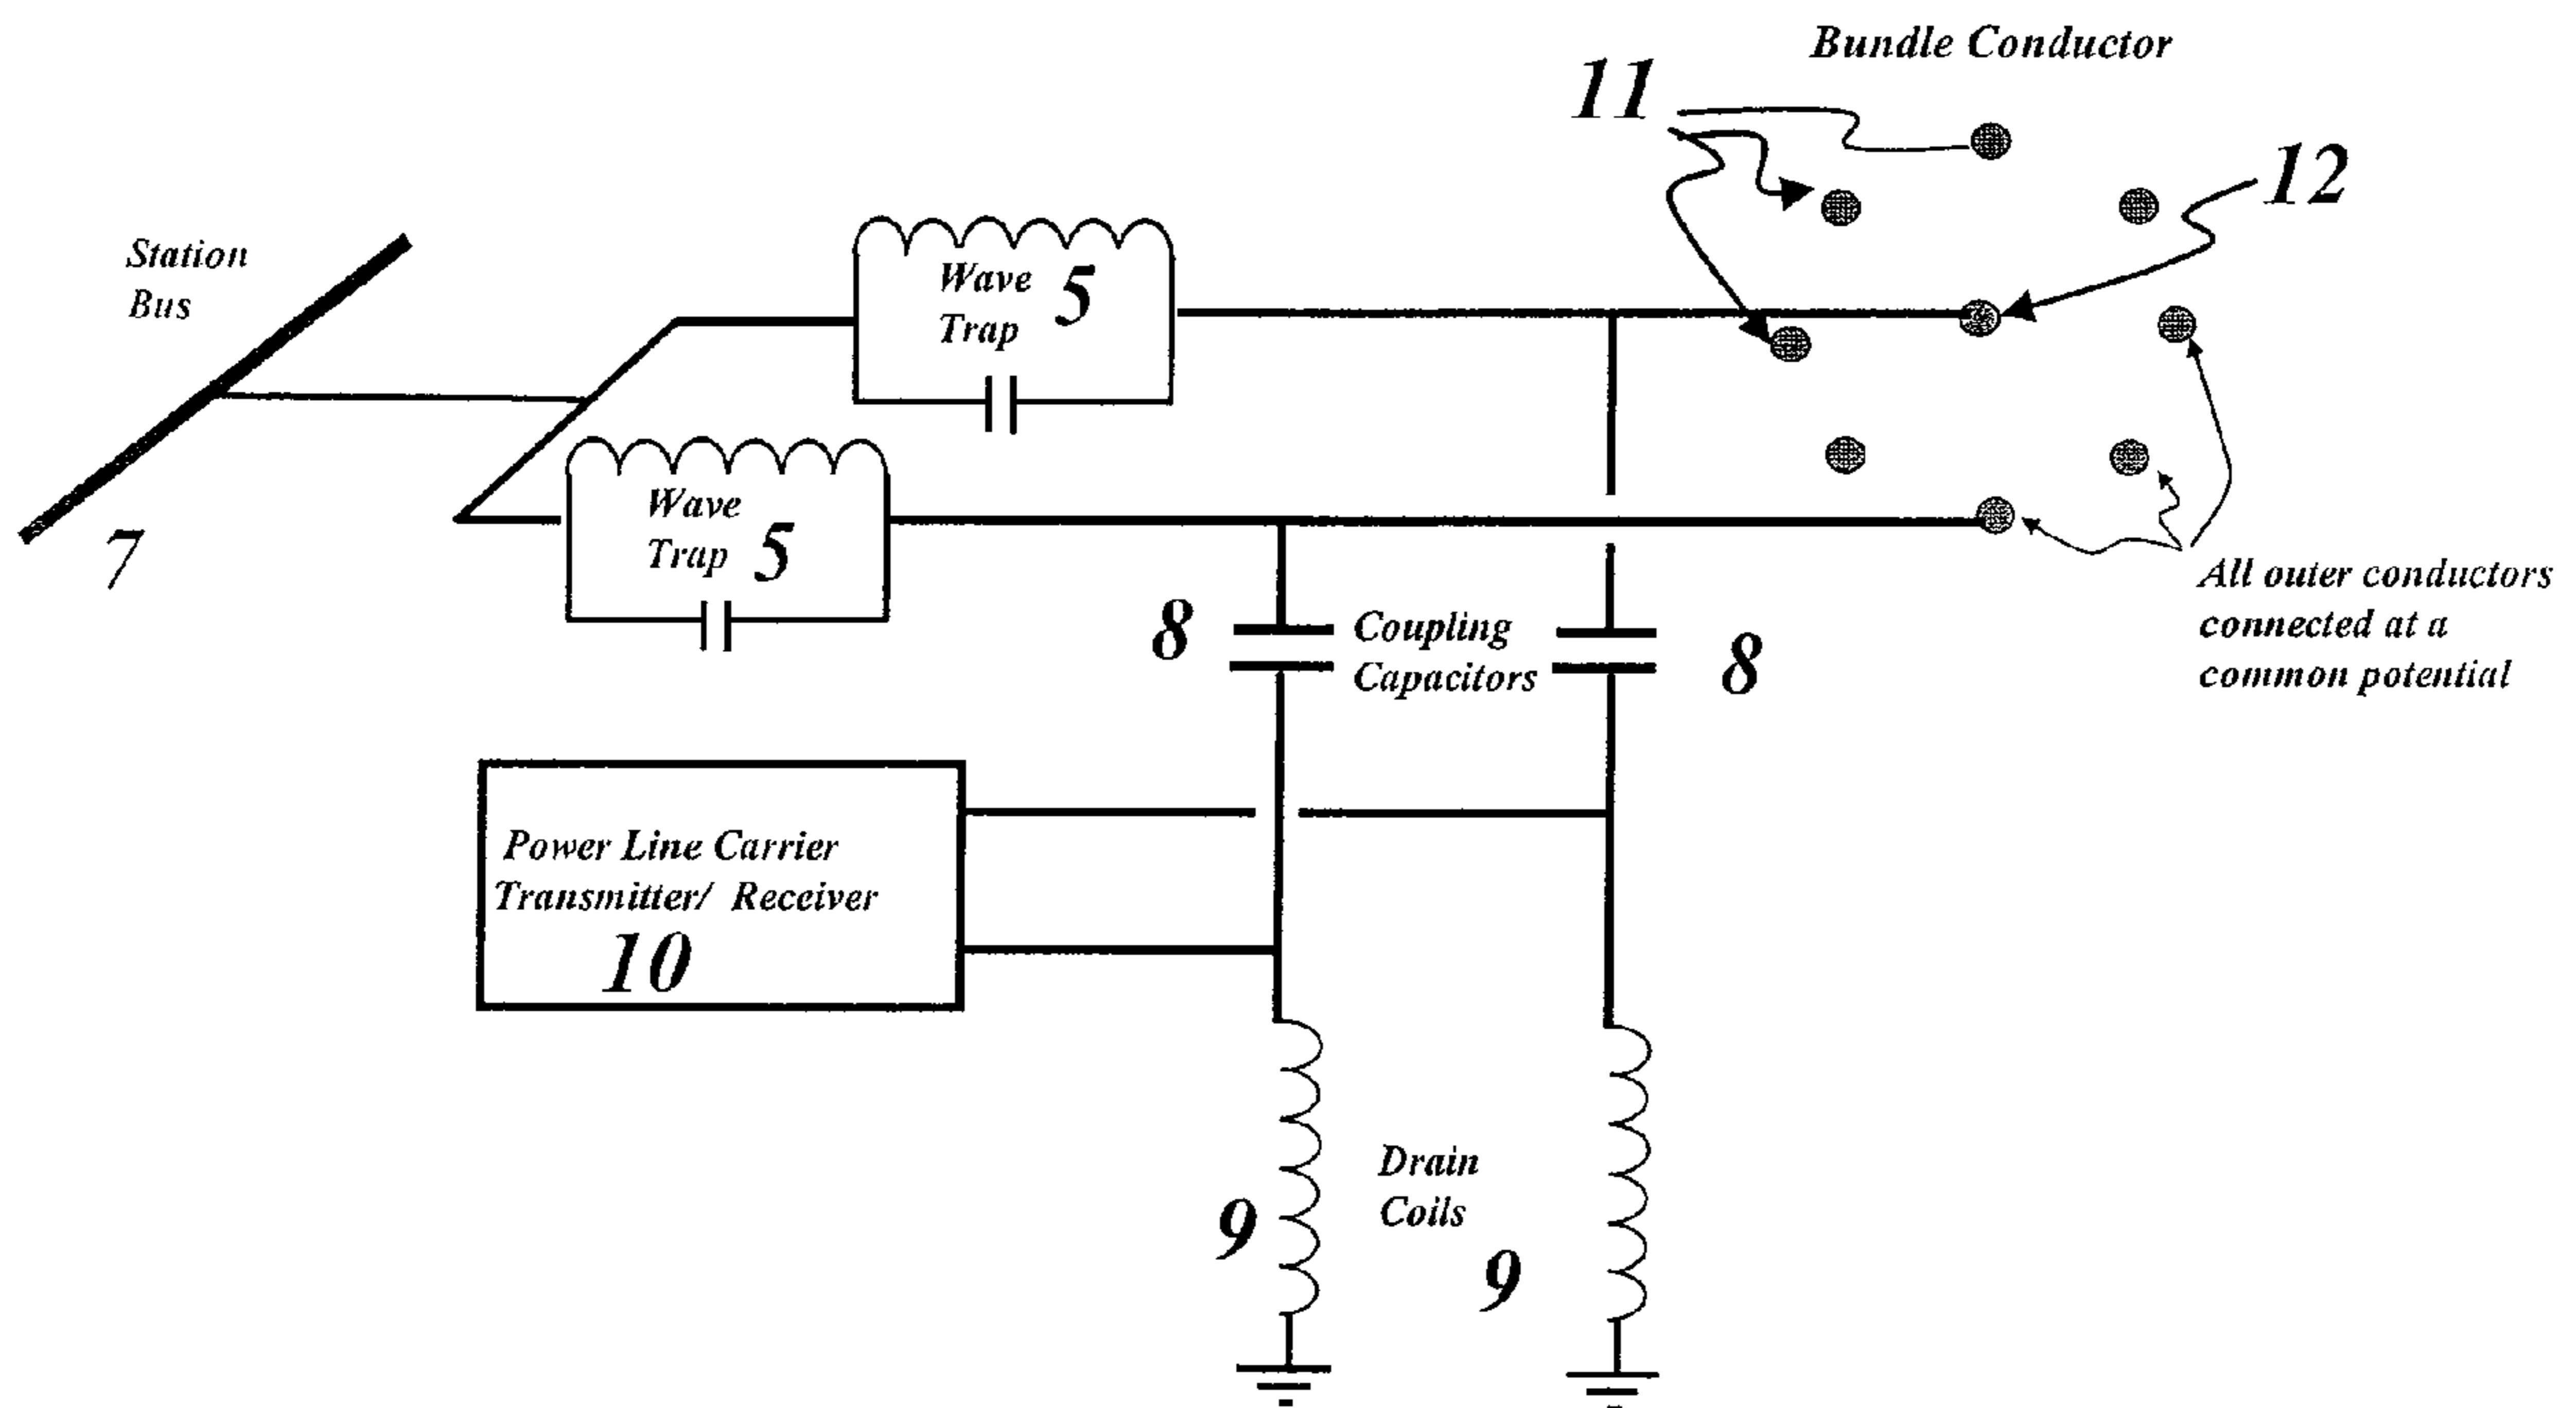 Bundle Conductor
11
12
Station
Bus
7
Wave
Trap 5
Wave
Trap 5
8
Coupling
Capacitors
8
All outer conductors
connected at a
common potential
Power Line Carrier
Transmitter/ Receiver
10
Drain
Coils
9
9